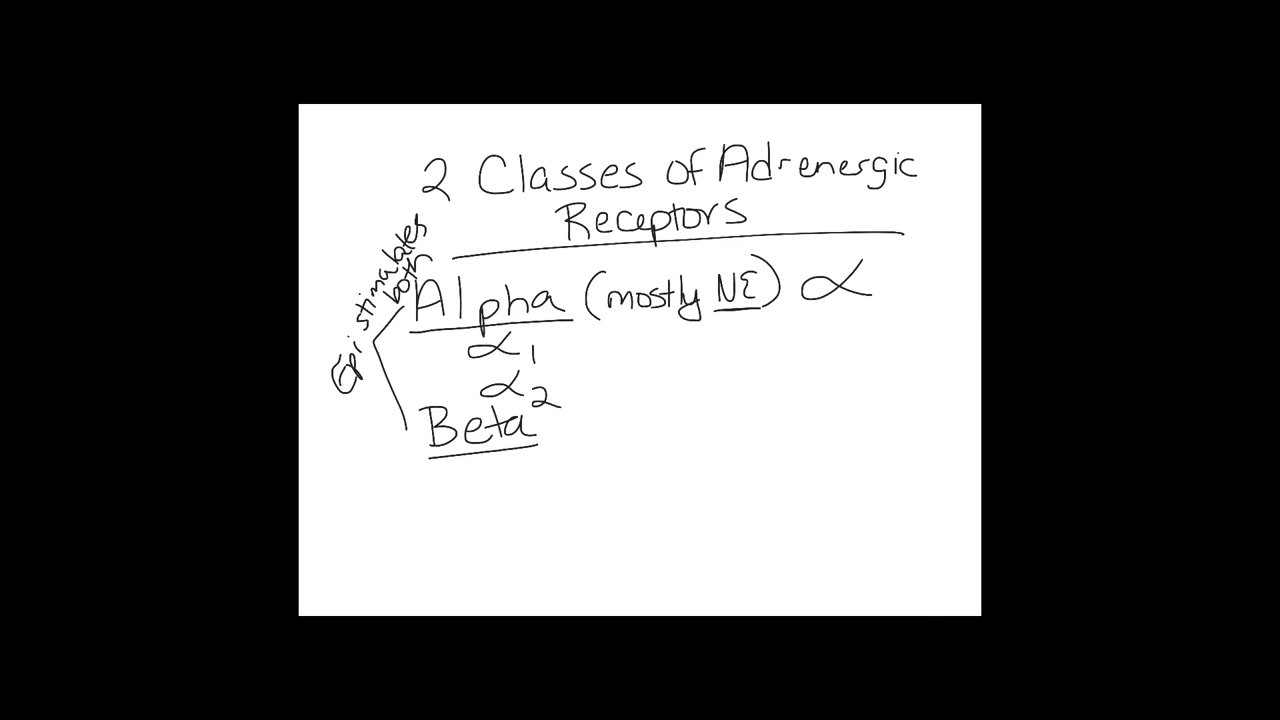 2 Classes of Adrenergic
Receptors
Epi stimulates
both
Alpha (mostly NE) α
α1
α2
Beta